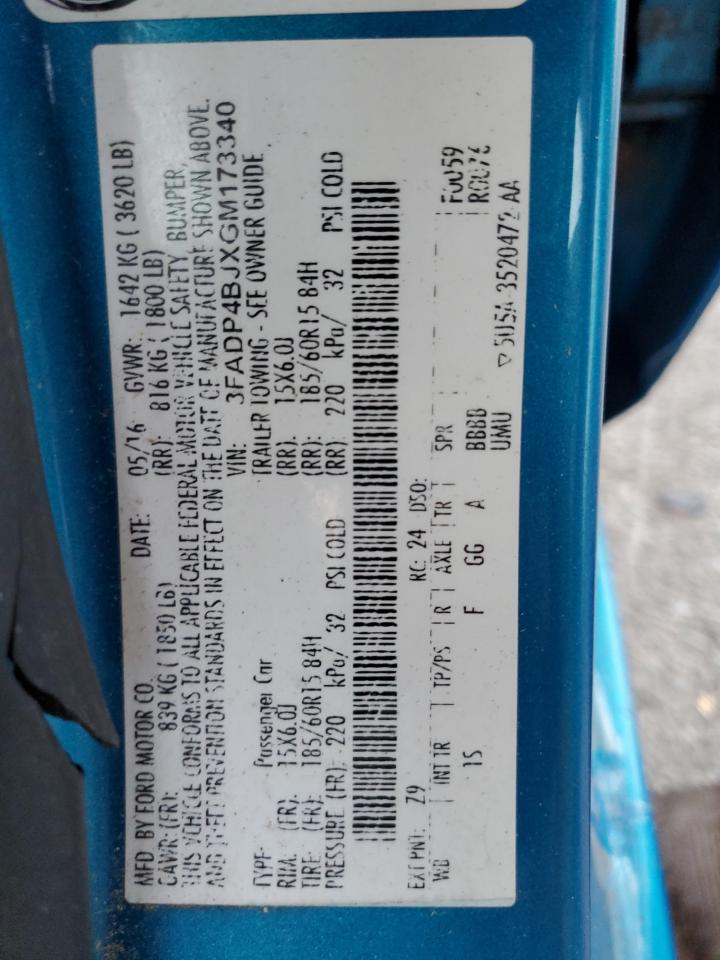 MFD BY FORD MOTOR CO. DATE: 05/16 GVWR: 1642 KG ( 3620 LB)
GAWR: (FR): 839 KG ( 1850 LB) (RR): 816 KG ( 1800 LB)
THIS VEHICLE CONFORMS TO ALL APPLICABLE FEDERAL MOTOR VEHICLE SAFETY, BUMPER,
AND THEFT PREVENTION STANDARDS IN EFFECT ON THE DATE OF MANUFACTURE SHOWN ABOVE.
VIN: 3FADP4BJXGM173340
TYPE: Passenger Car TRAILER TOWING - SEE OWNER GUIDE
RIM: (FR): 15X6.0J (RR): 15X6.0J
TIRE: (FR): 185/60R15 84H (RR): 185/60R15 84H
PRESSURE (FR): 220 kPa/ 32 PSI COLD (RR): 220 kPa/ 32 PSI COLD
EXT PNT: Z9 RC: 24 DSO: F0059
WB INT TR TP/PS R AXLE TR SPR R0076
IS F GG A BBBB
UMU
▽5U5A-3520472-AA